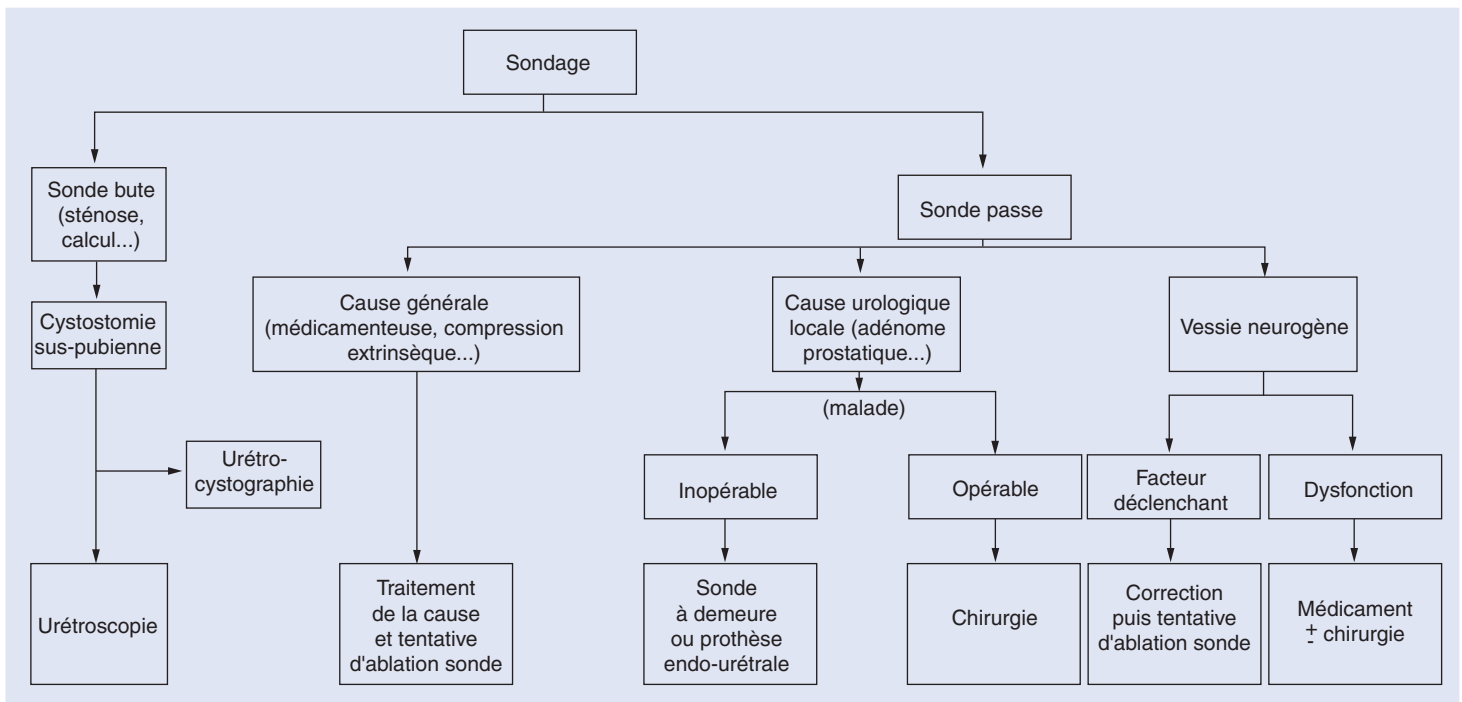 Sondage
Sonde bute
(sténose,
calcul...)
Sonde passe
Cystostomie
sus-pubienne
Cause générale
(médicamenteuse, compression
extrinsèque...)
Cause urologique
locale (adénome
prostatique...)
Vessie neurogène
(malade)
Urétro-
cystographie
Inopérable
Opérable
Facteur
déclenchant
Dysfonction
Urétroscopie
Traitement
de la cause
et tentative
d'ablation sonde
Sonde
à demeure
ou prothèse
endo-urétrale
Chirurgie
Correction
puis tentative
d'ablation sonde
Médicament
± chirurgie